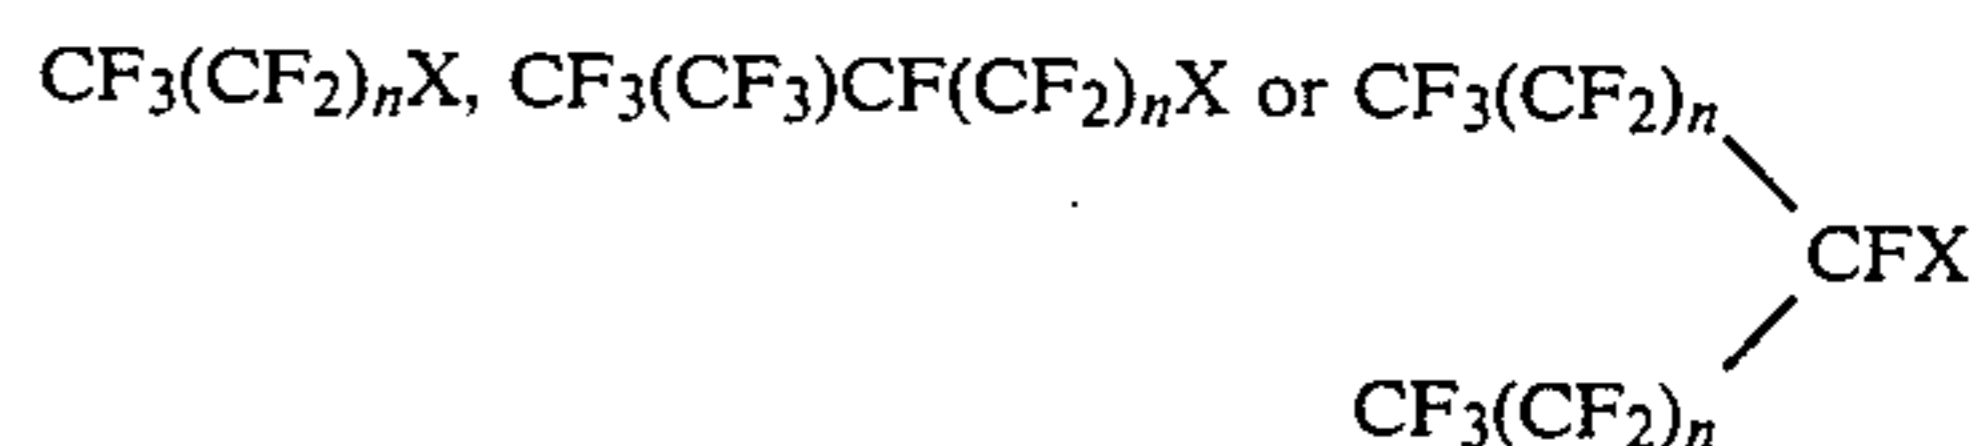 CF₃(CF₂)ₙX, CF₃(CF₃)CF(CF₂)ₙX or CF₃(CF₂)ₙ
CFX
CF₃(CF₂)ₙ